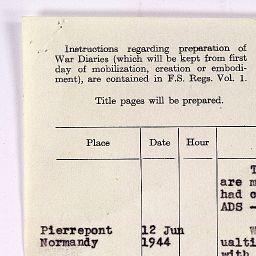 Instructions regarding preparation of
War Diaries (which will be kept from first
day of mobilization, creation or embodi-
ment), are contained in F.S. Regs. Vol. 1.
Title pages will be prepared.
Place Date Hour
are m
had c
ADS -
Pierrepont 12 Jun W
Normandy 1944 ualti
with